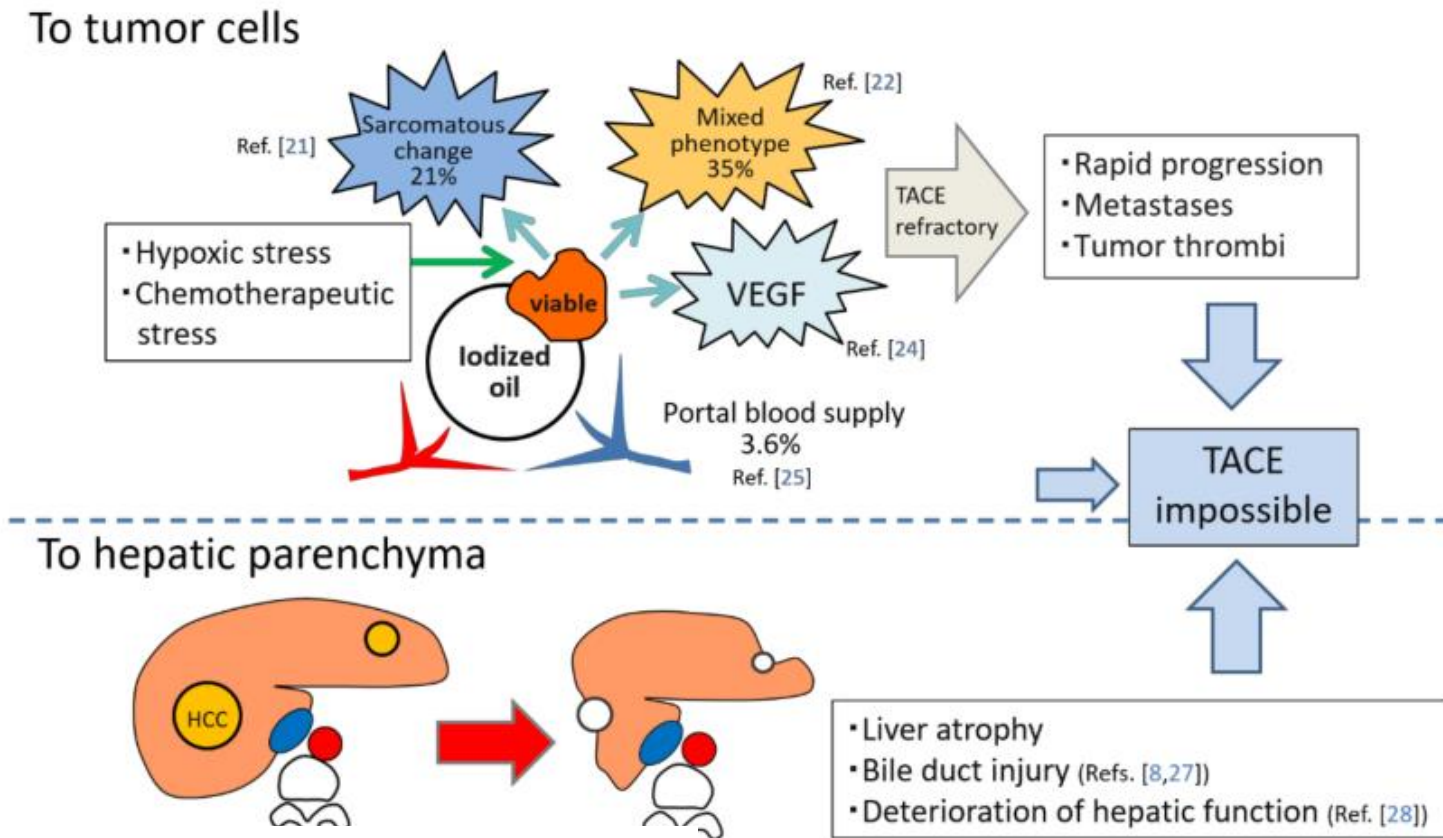 To tumor cells
Ref. [21]
Sarcomatous
change
21%
Mixed
phenotype
35%
Ref. [22]
・Hypoxic stress
・Chemotherapeutic
stress
viable
Iodized
oil
VEGF
Ref. [24]
Portal blood supply
3.6%
Ref. [25]
TACE
refractory
・Rapid progression
・Metastases
・Tumor thrombi
TACE
impossible
To hepatic parenchyma
HCC
・Liver atrophy
・Bile duct injury (Refs. [8,27])
・Deterioration of hepatic function (Ref. [28])